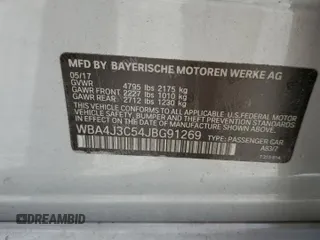 MFD BY BAYERISCHE MOTOREN WERKE AG
05/17
GVWR 4795 lbs 2175 kg
GAWR FRONT 2227 lbs 1010 kg
GAWR REAR 2712 lbs 1230 kg
THIS VEHICLE CONFORMS TO ALL APPLICABLE U.S.FEDERAL MOTOR
VEHICLE SAFETY, BUMPER AND THEFT PREVENTION STANDARDS
IN EFFECT ON THE DATE OF MANUFACTURE SHOWN ABOVE.
WBA4J3C54JBG91269 TYPE: PASSENGER CAR
A83/7
DREAMBID